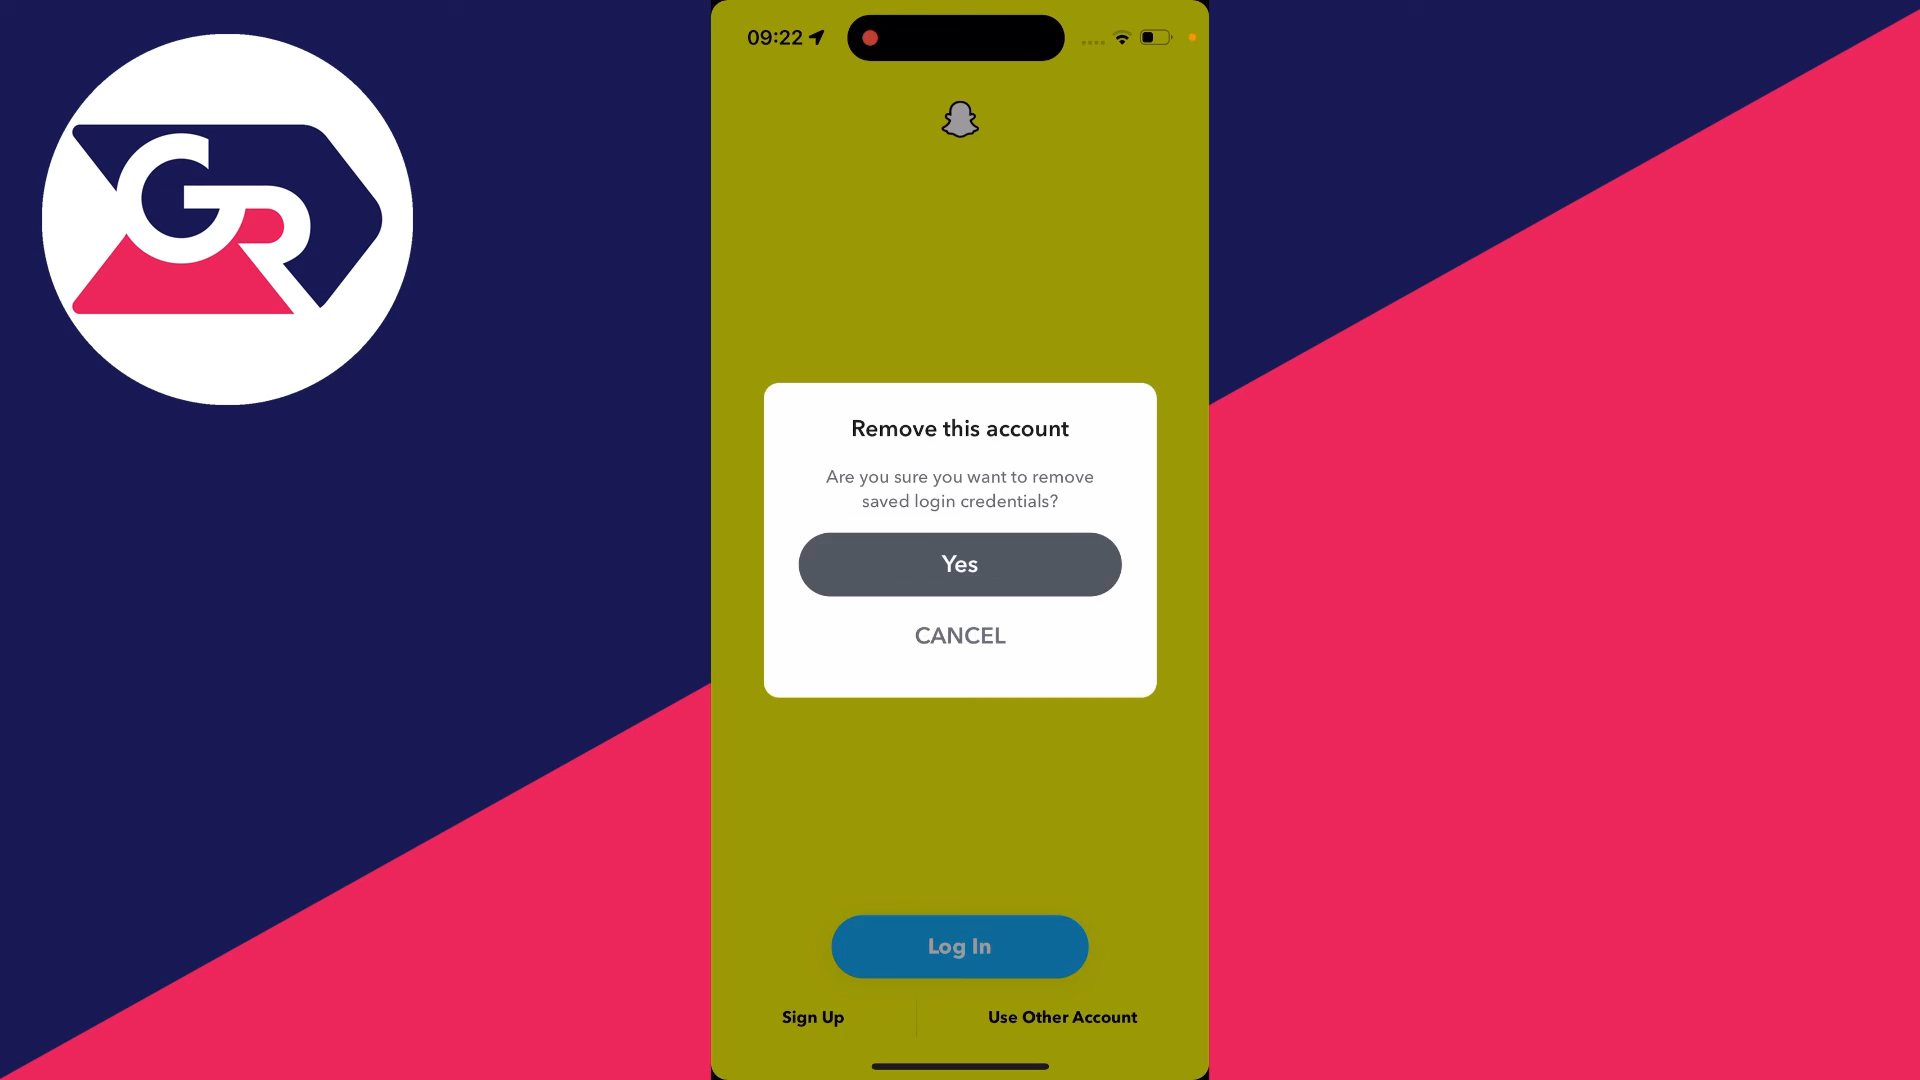 GR
09:22
Remove this account
Are you sure you want to remove
saved login credentials?
Yes
CANCEL
Log In
Sign Up
Use Other Account